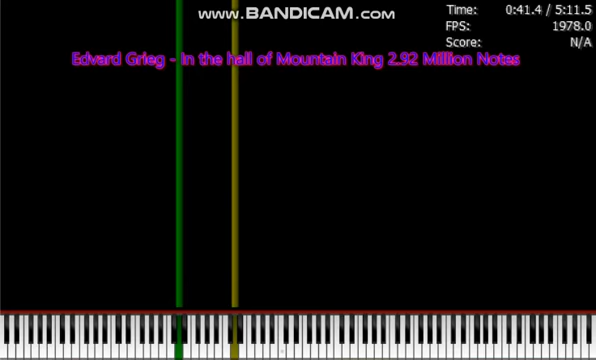 www.BANDICAM.com
Time: 0:41.4 / 5:11.5
FPS: 1978.0
Score: N/A
Edvard Grieg - In the hall of Mountain King 2.92 Million Notes